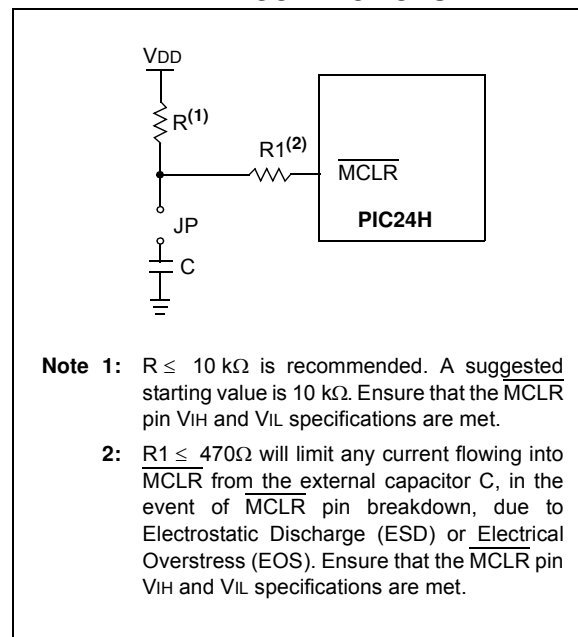 VDD
R(1)
R1(2)
MCLR
PIC24H
JP
C
Note 1: R ≤ 10 kΩ is recommended. A suggested
starting value is 10 kΩ. Ensure that the MCLR
pin VIH and VIL specifications are met.
2: R1 ≤ 470Ω will limit any current flowing into
MCLR from the external capacitor C, in the
event of MCLR pin breakdown, due to
Electrostatic Discharge (ESD) or Electrical
Overstress (EOS). Ensure that the MCLR pin
VIH and VIL specifications are met.